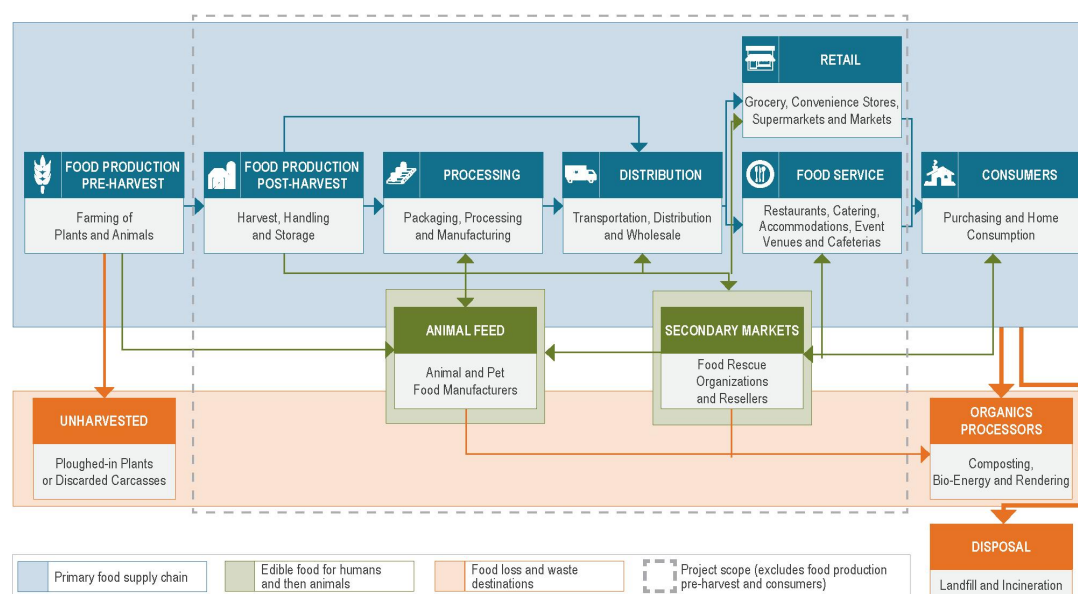 RETAIL
Grocery, Convenience Stores,
Supermarkets and Markets
FOOD PRODUCTION
PRE-HARVEST
Farming of
Plants and Animals
FOOD PRODUCTION
POST-HARVEST
Harvest, Handling
and Storage
PROCESSING
Packaging, Processing
and Manufacturing
DISTRIBUTION
Transportation, Distribution
and Wholesale
FOOD SERVICE
Restaurants, Catering,
Accommodations, Event
Venues and Cafeterias
CONSUMERS
Purchasing and Home
Consumption
ANIMAL FEED
Animal and Pet
Food Manufacturers
SECONDARY MARKETS
Food Rescue
Organizations
and Resellers
UNHARVESTED
Ploughed-in Plants
or Discarded Carcasses
ORGANICS
PROCESSORS
Composting,
Bio-Energy and Rendering
DISPOSAL
Landfill and Incineration
Primary food supply chain
Edible food for humans
and then animals
Food loss and waste
destinations
Project scope (excludes food production
pre-harvest and consumers)